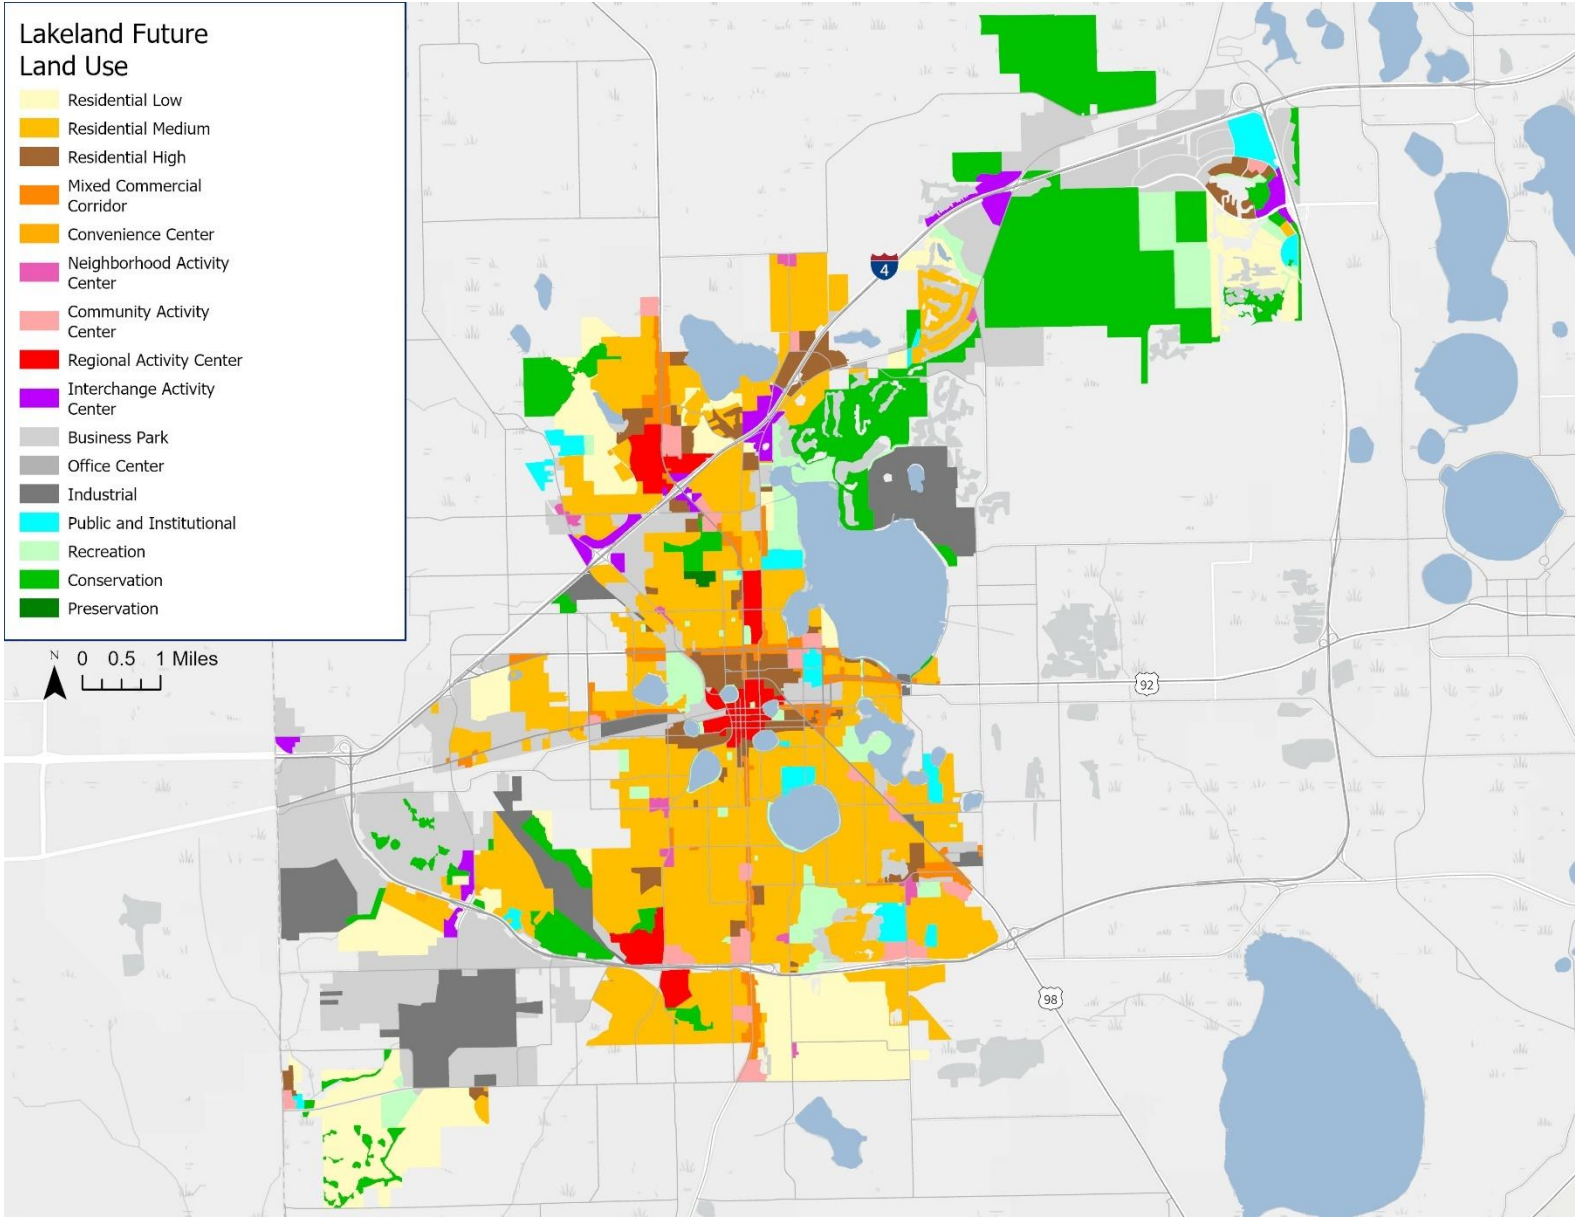 Lakeland Future
Land Use
Residential Low
Residential Medium
Residential High
Mixed Commercial
Corridor
Convenience Center
Neighborhood Activity
Center
Community Activity
Center
Regional Activity Center
Interchange Activity
Center
Business Park
Office Center
Industrial
Public and Institutional
Recreation
Conservation
Preservation
N
0 0.5 1 Miles
4
92
98